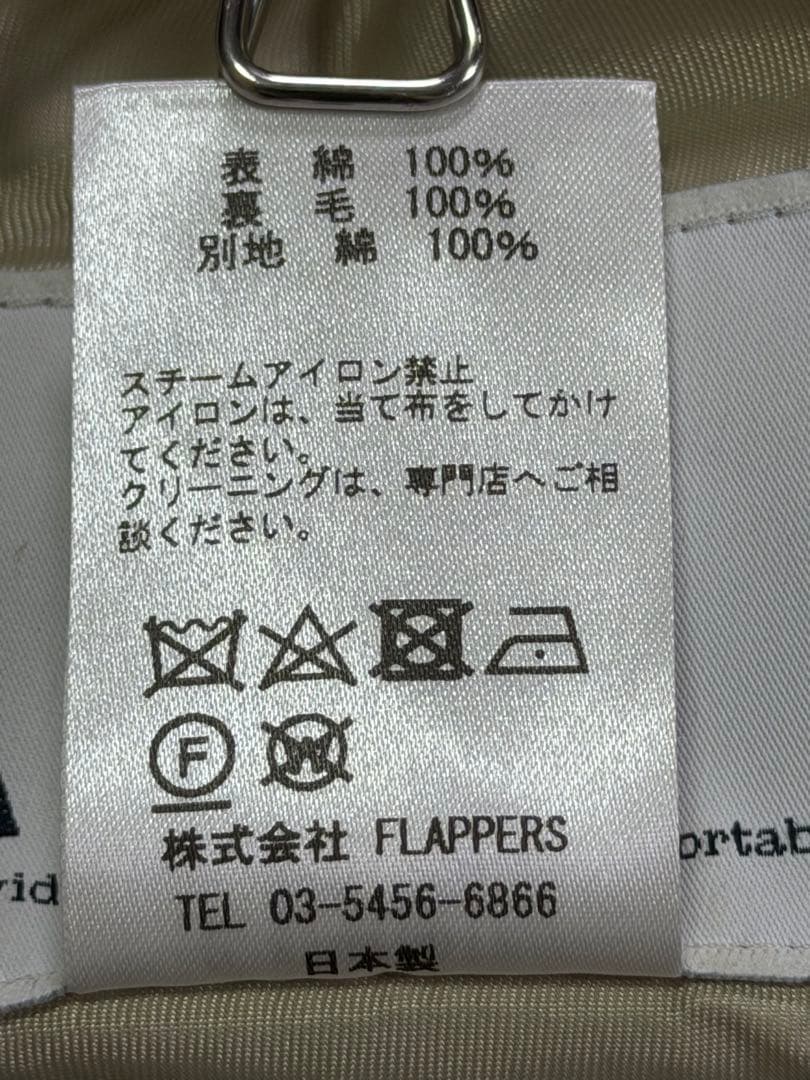 表 綿 100%
裏 毛 100%
別地 綿 100%
スチームアイロン禁止
アイロンは、当て布をしてかけ
てください。
クリーニングは、専門店へご相
談ください。
F W
株式会社 FLAPPERS
TEL 03-5456-6866
日本製
vid
ortab